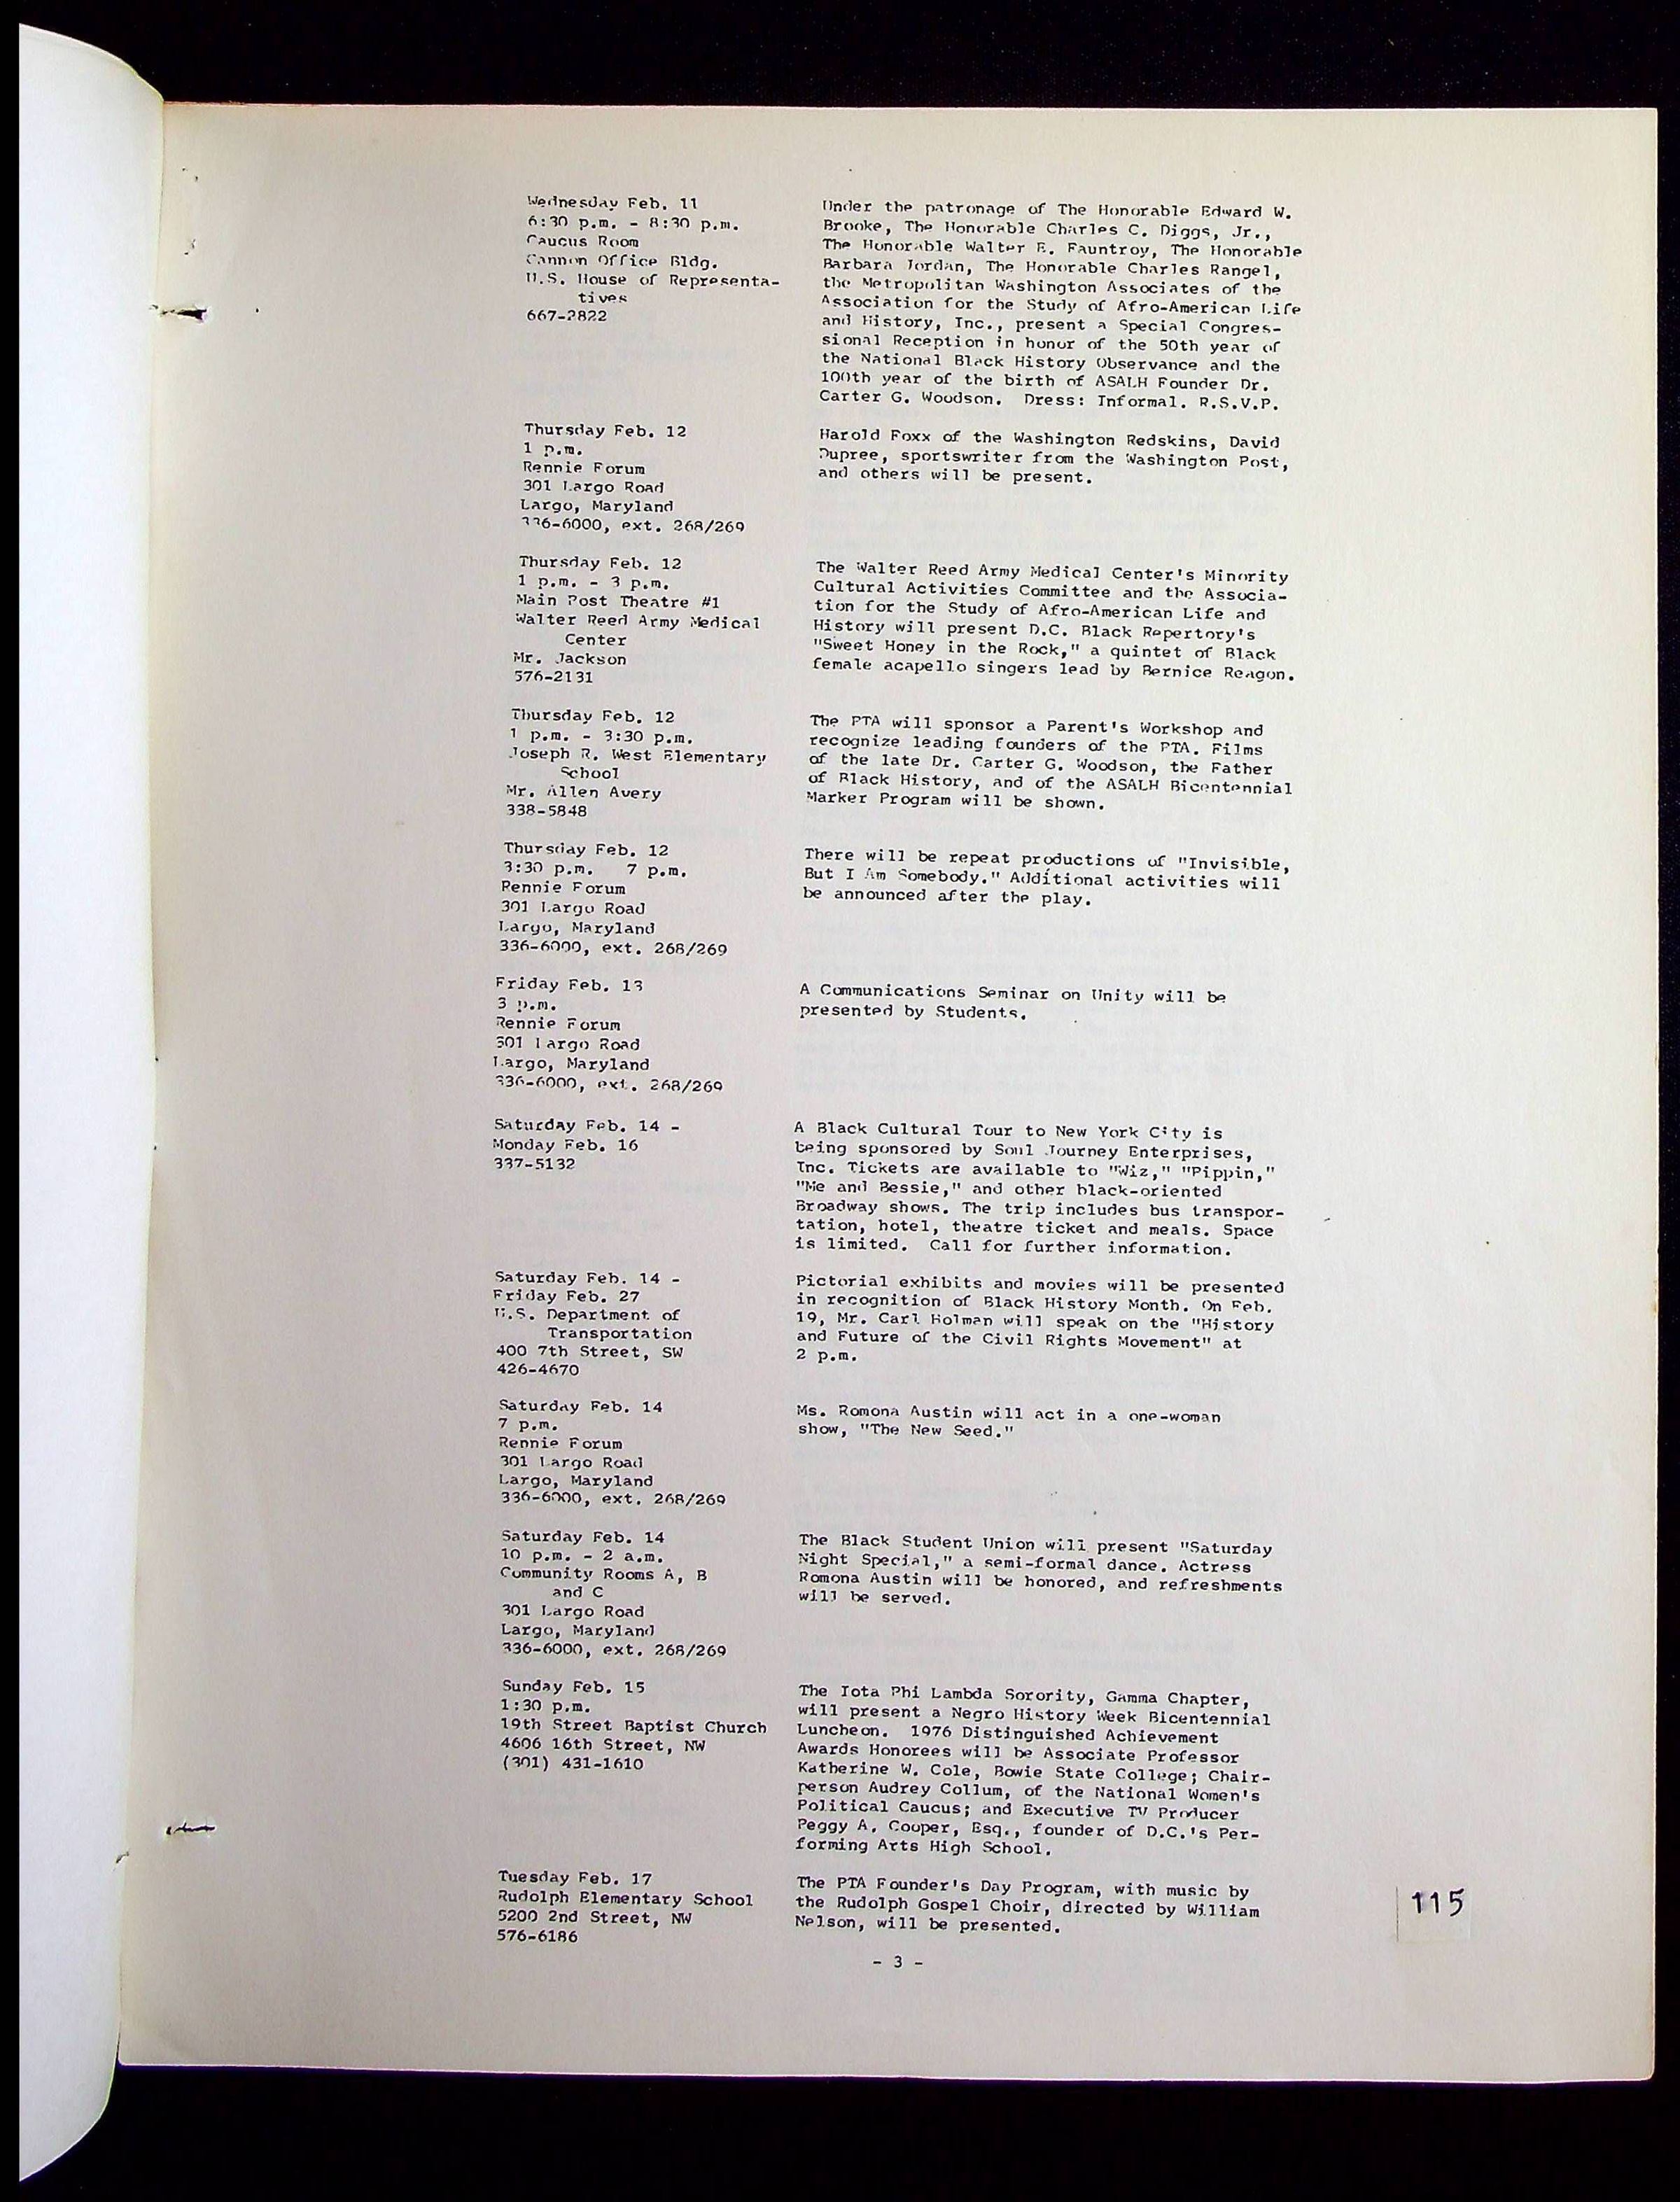 Wednesday Feb. 11
6:30 p.m. - 8:30 p.m.
Caucus Room
Cannon Office Bldg.
U.S. House of Representa-
tives
667-2822
Under the patronage of The Honorable Edward W.
Brooke, The Honorable Charles C. Diggs, Jr.,
The Honorable Walter E. Fauntroy, The Honorable
Barbara Jordan, The Honorable Charles Rangel,
the Metropolitan Washington Associates of the
Association for the Study of Afro-American Life
and History, Inc., present a Special Congres-
sional Reception in honor of the 50th year of
the National Black History Observance and the
100th year of the birth of ASALH Founder Dr.
Carter G. Woodson. Dress: Informal. R.S.V.P.
Thursday Feb. 12
1 p.m.
Rennie Forum
301 Largo Road
Largo, Maryland
336-6000, ext. 268/269
Harold Foxx of the Washington Redskins, David
Dupree, sportswriter from the Washington Post,
and others will be present.
Thursday Feb. 12
1 p.m. - 3 p.m.
Main Post Theatre #1
Walter Reed Army Medical
Center
Mr. Jackson
576-2131
The Walter Reed Army Medical Center's Minority
Cultural Activities Committee and the Associa-
tion for the Study of Afro-American Life and
History will present D.C. Black Repertory's
"Sweet Honey in the Rock," a quintet of Black
female acapello singers lead by Bernice Reagon.
Thursday Feb. 12
1 p.m. - 3:30 p.m.
Joseph R. West Elementary
School
Mr. Allen Avery
338-5848
The PTA will sponsor a Parent's Workshop and
recognize leading founders of the PTA. Films
of the late Dr. Carter G. Woodson, the Father
of Black History, and of the ASALH Bicentennial
Marker Program will be shown.
Thursday Feb. 12
3:30 p.m. 7 p.m.
Rennie Forum
301 Largo Road
Largo, Maryland
336-6000, ext. 268/269
There will be repeat productions of "Invisible,
But I Am Somebody." Additional activities will
be announced after the play.
Friday Feb. 13
3 p.m.
Rennie Forum
301 Largo Road
Largo, Maryland
336-6000, ext. 268/269
A Communications Seminar on Unity will be
presented by Students.
Saturday Feb. 14 -
Monday Feb. 16
337-5132
A Black Cultural Tour to New York City is
being sponsored by Soul Journey Enterprises,
Inc. Tickets are available to "Wiz," "Pippin,"
"Me and Bessie," and other black-oriented
Broadway shows. The trip includes bus transpor-
tation, hotel, theatre ticket and meals. Space
is limited. Call for further information.
Saturday Feb. 14 -
Friday Feb. 27
U.S. Department of
Transportation
400 7th Street, SW
426-4670
Pictorial exhibits and movies will be presented
in recognition of Black History Month. On Feb.
19, Mr. Carl Holman will speak on the "History
and Future of the Civil Rights Movement" at
2 p.m.
Saturday Feb. 14
7 p.m.
Rennie Forum
301 Largo Road
Largo, Maryland
336-6000, ext. 268/269
Ms. Romona Austin will act in a one-woman
show, "The New Seed."
Saturday Feb. 14
10 p.m. - 2 a.m.
Community Rooms A, B
and C
301 Largo Road
Largo, Maryland
336-6000, ext. 268/269
The Black Student Union will present "Saturday
Night Special," a semi-formal dance. Actress
Romona Austin will be honored, and refreshments
will be served.
Sunday Feb. 15
1:30 p.m.
19th Street Baptist Church
4606 16th Street, NW
(301) 431-1610
The Iota Phi Lambda Sorority, Gamma Chapter,
will present a Negro History Week Bicentennial
Luncheon. 1976 Distinguished Achievement
Awards Honorees will be Associate Professor
Katherine W. Cole, Bowie State College; Chair-
person Audrey Collum, of the National Women's
Political Caucus; and Executive TV Producer
Peggy A. Cooper, Esq., founder of D.C.'s Per-
forming Arts High School.
Tuesday Feb. 17
Rudolph Elementary School
5200 2nd Street, NW
576-6186
The PTA Founder's Day Program, with music by
the Rudolph Gospel Choir, directed by William
Nelson, will be presented.
115
- 3 -